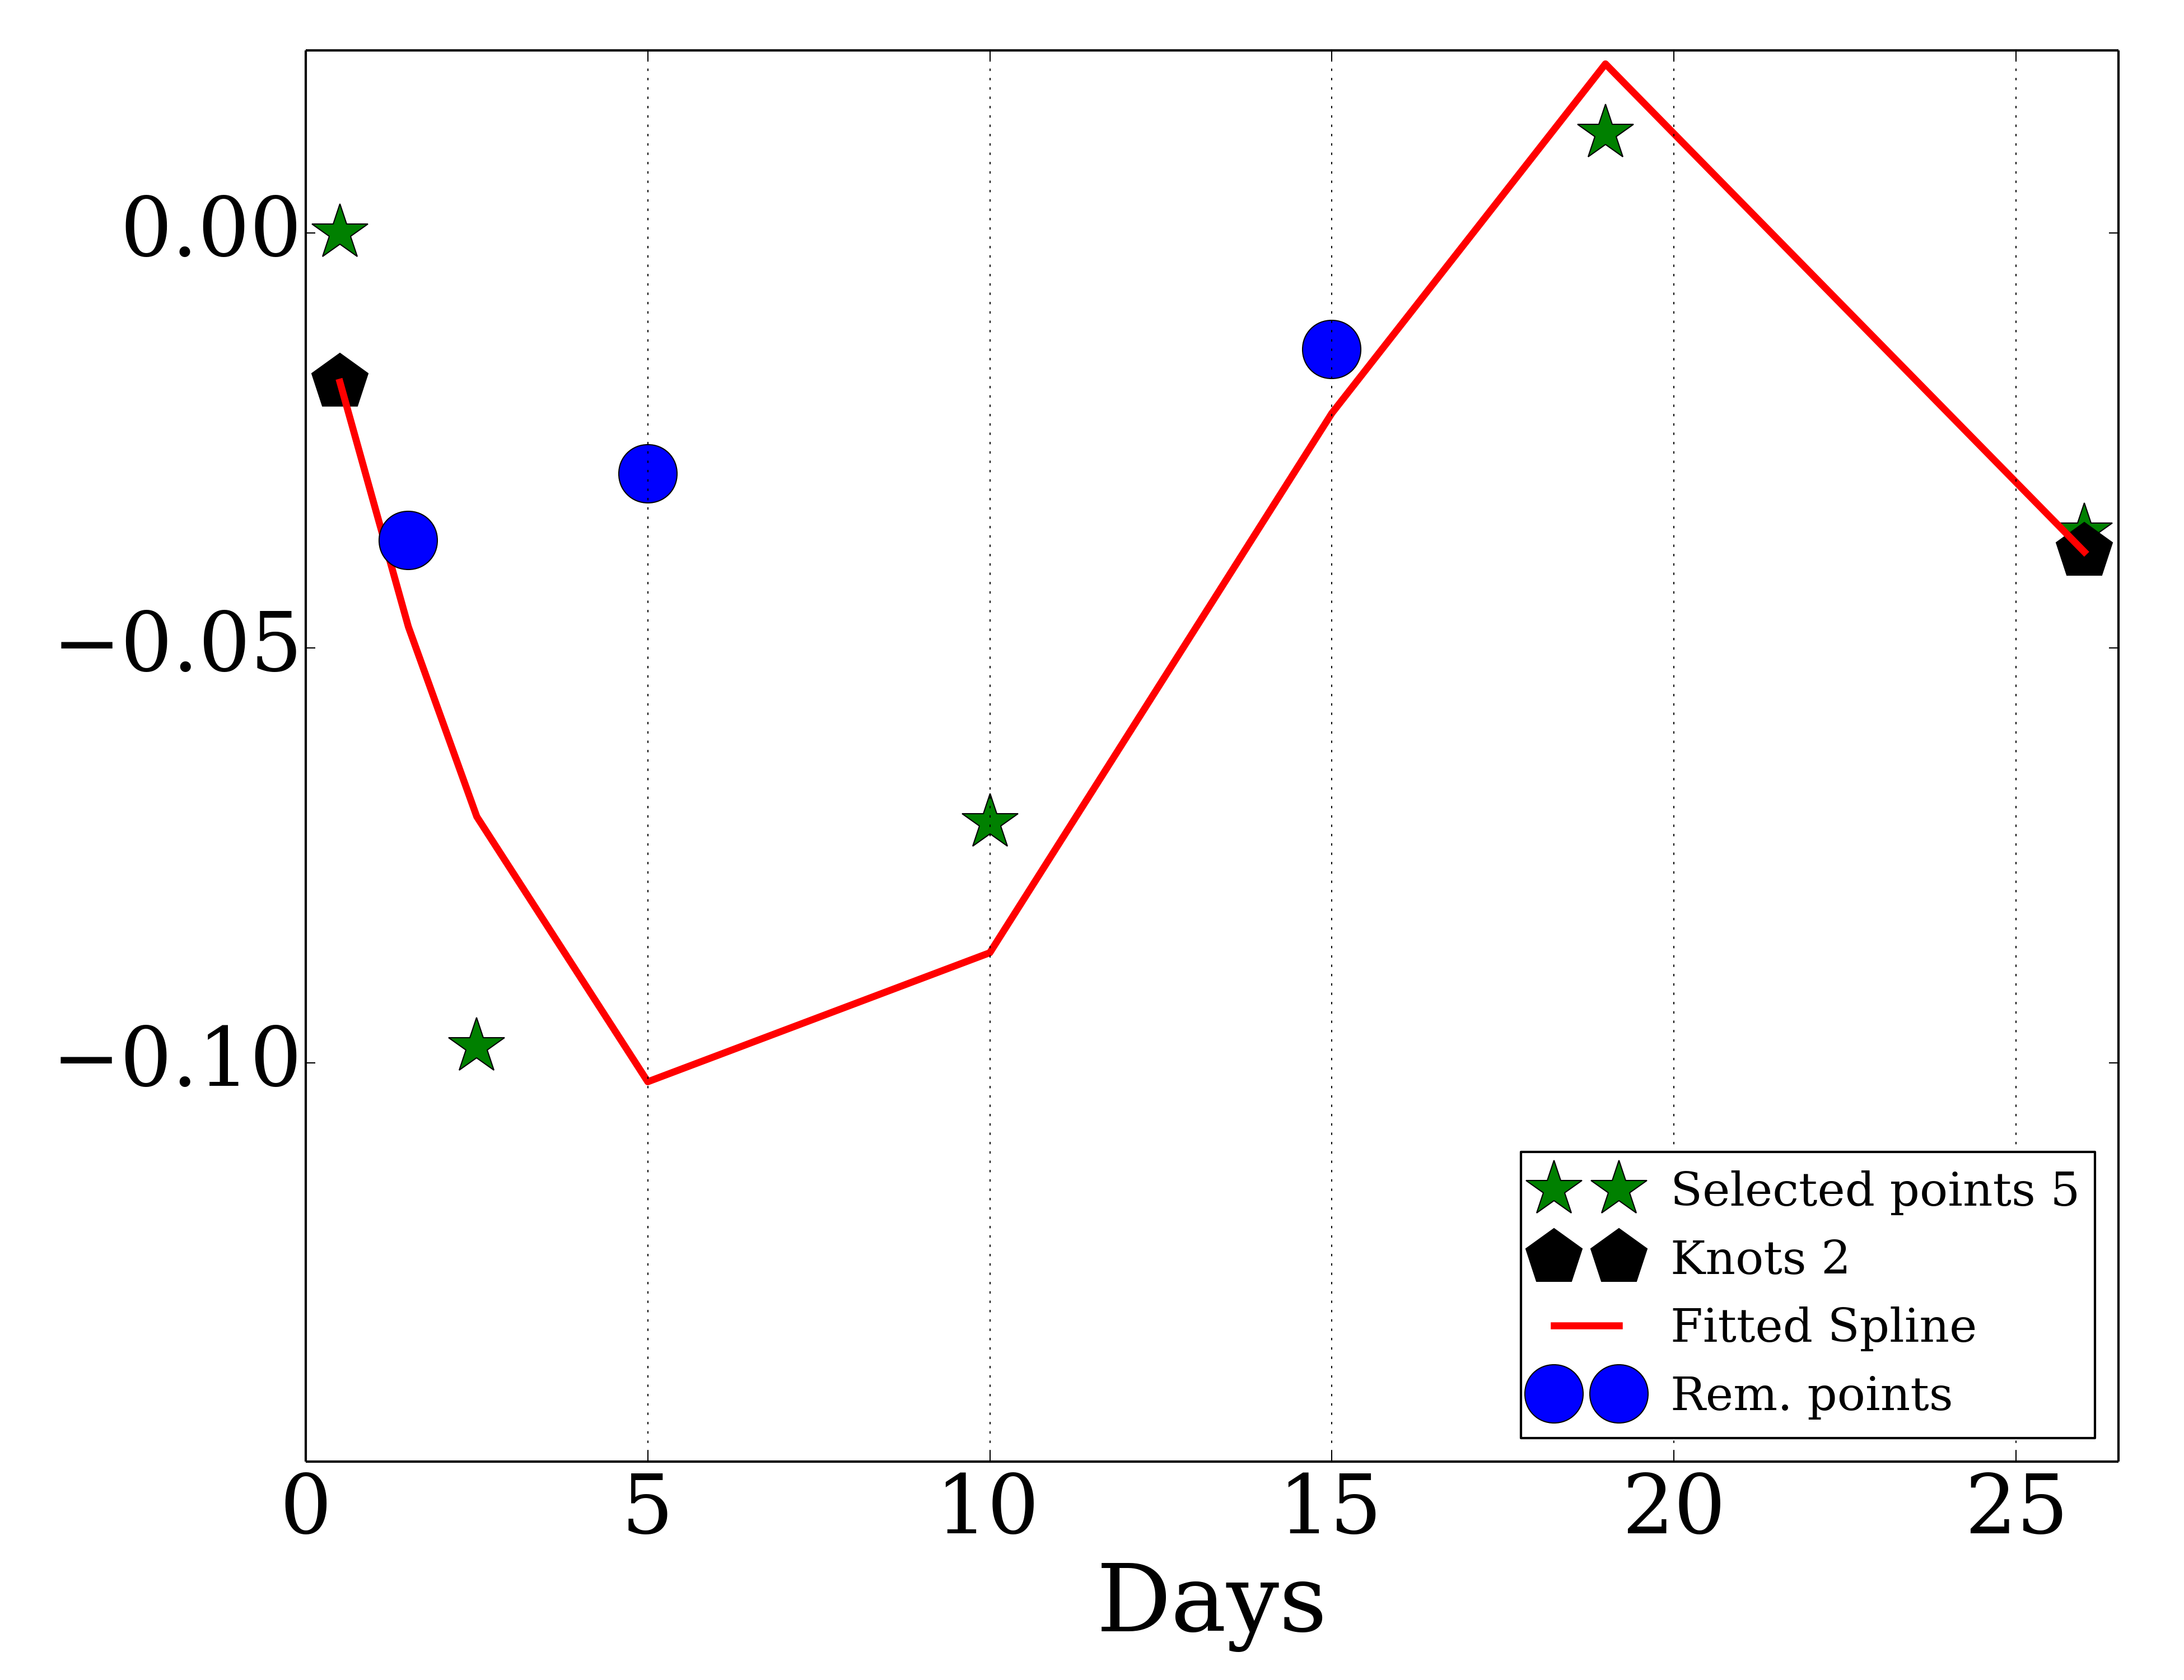 0.00
−0.05
−0.10
0 5 10 15 20 25
Days
Selected points 5
Knots 2
Fitted Spline
Rem. points